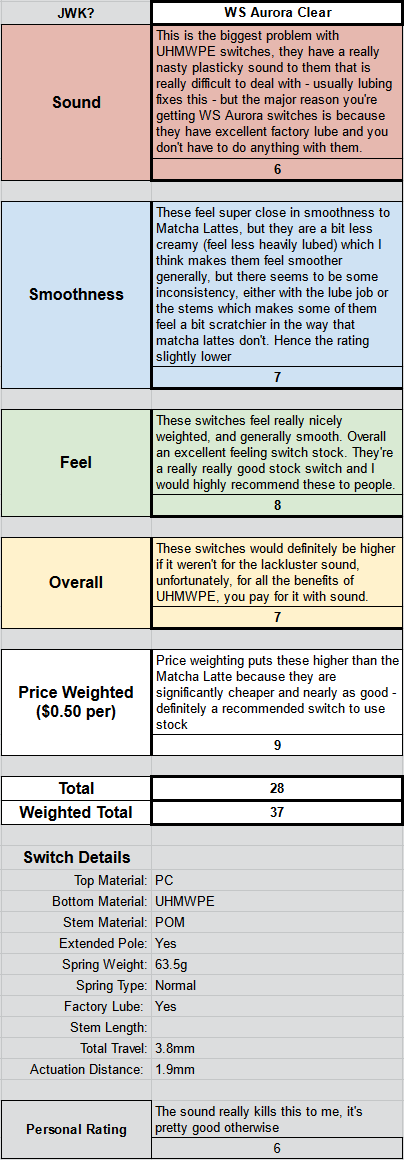 JWK? WS Aurora Clear
This is the biggest problem with
UHMWPE switches, they have a really
nasty plasticky sound to them that is
really difficult to deal with - usually lubing
Sound fixes this - but the major reason you're
getting WS Aurora switches is because
they have excellent factory lube and you
don't have to do anything with them.
6
These feel super close in smoothness to
Matcha Lattes, but they are a bit less
creamy (feel less heavily lubed) which I
think makes them feel smoother
generally, but there seems to be some
Smoothness inconsistency, either with the lube job or
the stems which makes some of them
feel a bit scratchier in the way that
matcha lattes don't. Hence the rating
slightly lower
7
These switches feel really nicely
weighted, and generally smooth. Overall
Feel an excellent feeling switch stock. They're
a really really good stock switch and I
would highly recommend these to people.
8
These switches would definitely be higher
if it weren't for the lackluster sound,
Overall unfortunately, for all the benefits of
UHMWPE, you pay for it with sound.
7
Price weighting puts these higher than the
Matcha Latte because they are
Price Weighted significantly cheaper and nearly as good -
($0.50 per) definitely a recommended switch to use
stock
9
Total 28
Weighted Total 37
Switch Details
Top Material: PC
Bottom Material: UHMWPE
Stem Material: POM
Extended Pole: Yes
Spring Weight: 63.5g
Spring Type: Normal
Factory Lube: Yes
Stem Length:
Total Travel: 3.8mm
Actuation Distance: 1.9mm
The sound really kills this to me, it's
Personal Rating pretty good otherwise
6